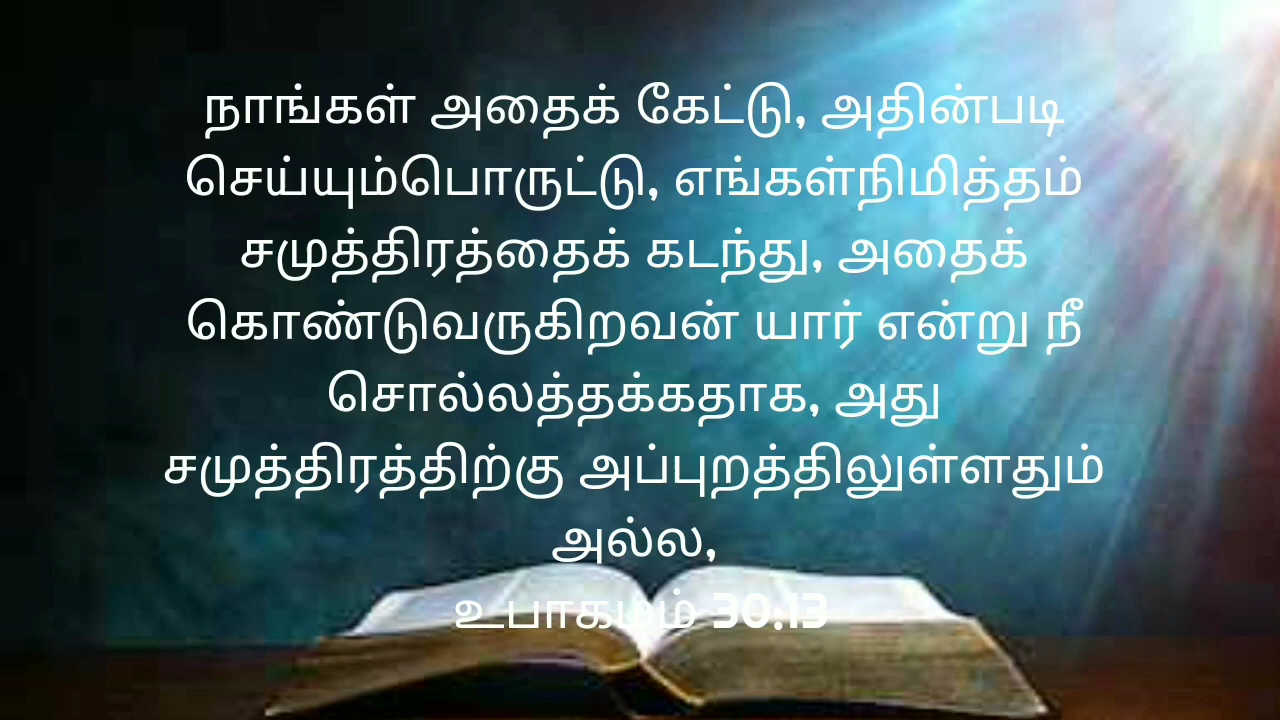 நாங்கள் அதைக் கேட்டு, அதின்படி
செய்யும்பொருட்டு, எங்கள்நிமித்தம்
சமுத்திரத்தைக் கடந்து, அதைக்
கொண்டுவருகிறவன் யார் என்று நீ
சொல்லத்தக்கதாக, அது
சமுத்திரத்திற்கு அப்புறத்திலுள்ளதும்
அல்ல,
உபாகமம் 30:13